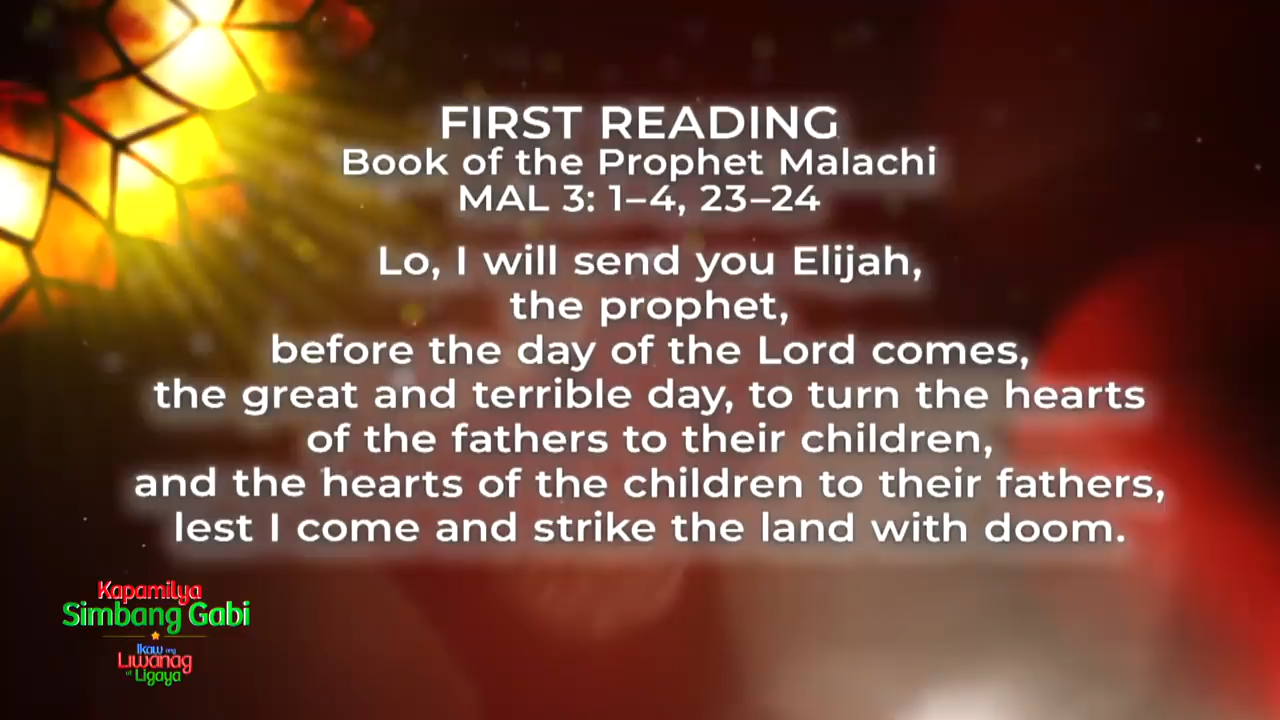 FIRST READING
Book of the Prophet Malachi
MAL 3: 1–4, 23–24
Lo, I will send you Elijah,
the prophet,
before the day of the Lord comes,
the great and terrible day, to turn the hearts
of the fathers to their children,
and the hearts of the children to their fathers,
lest I come and strike the land with doom.
Kapamilya
Simbang Gabi
Ikaw ang
Liwanag
at Ligaya